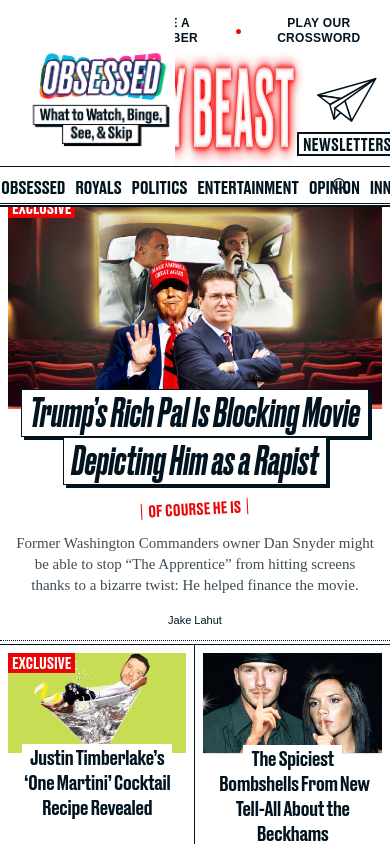 E A
BER
PLAY OUR
CROSSWORD
OBSESSED
What to Watch, Binge,
See, & Skip
Y BEAST
NEWSLETTERS
OBSESSED ROYALS POLITICS ENTERTAINMENT OPINION INN
EXCLUSIVE
MAKE AMERICA
GREAT AGAIN
Trump’s Rich Pal Is Blocking Movie
Depicting Him as a Rapist
OF COURSE HE IS
Former Washington Commanders owner Dan Snyder might
be able to stop “The Apprentice” from hitting screens
thanks to a bizarre twist: He helped finance the movie.
Jake Lahut
EXCLUSIVE
Justin Timberlake’s
‘One Martini’ Cocktail
Recipe Revealed
The Spiciest
Bombshells From New
Tell-All About the
Beckhams